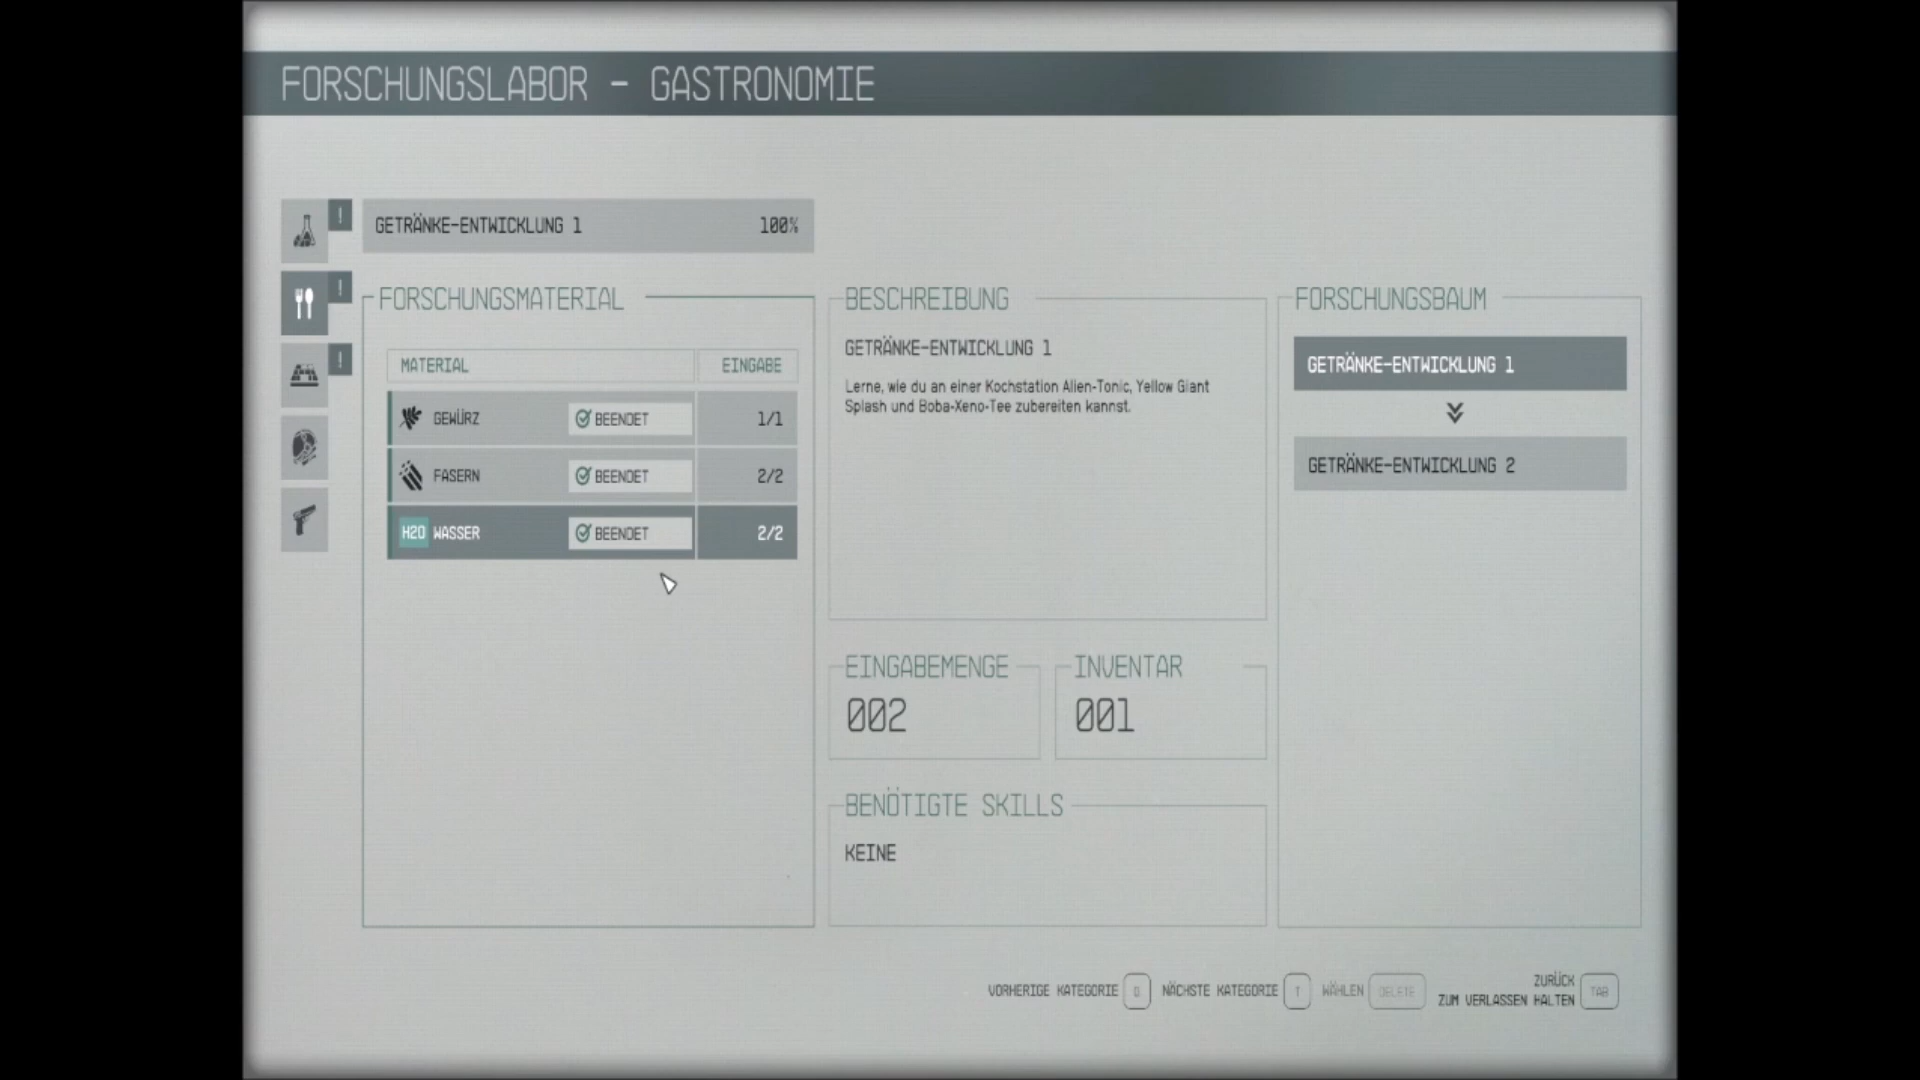 FORSCHUNGSLABOR - GASTRONOMIE
!
GETRÄNKE-ENTWICKLUNG 1 100%
!
!
FORSCHUNGSMATERIAL
MATERIAL EINGABE
GEWÜRZ BEENDET 1/1
FASERN BEENDET 2/2
H2O WASSER BEENDET 2/2
BESCHREIBUNG
GETRÄNKE-ENTWICKLUNG 1
Lerne, wie du an einer Kochstation Alien-Tonic, Yellow Giant
Splash und Boba-Xeno-Tee zubereiten kannst.
EINGABEMENGE
002
INVENTAR
001
BENÖTIGTE SKILLS
KEINE
FORSCHUNGSBAUM
GETRÄNKE-ENTWICKLUNG 1
GETRÄNKE-ENTWICKLUNG 2
VORHERIGE KATEGORIE NÄCHSTE KATEGORIE T WÄHLEN DELETE
ZURÜCK
ZUM VERLASSEN HALTEN TAB